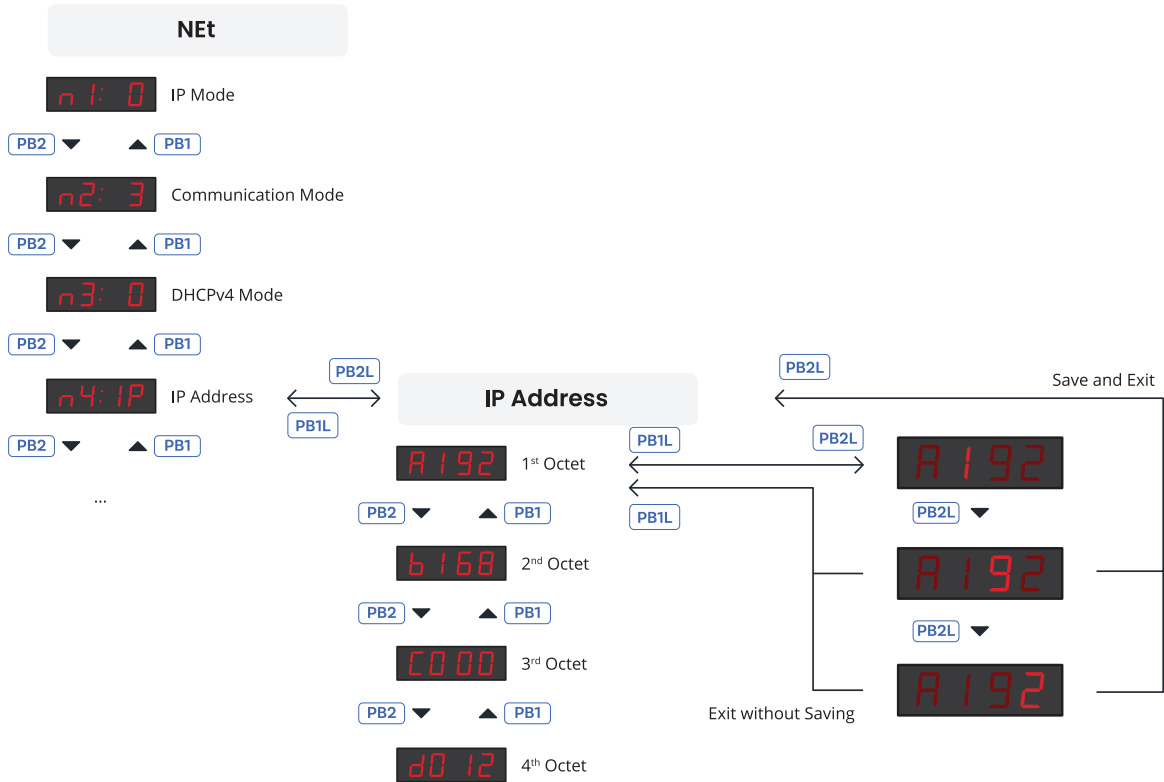 NEt
n1: 0 IP Mode
PB2 PB1
n2: 3 Communication Mode
PB2 PB1
n3: 0 DHCPv4 Mode
PB2 PB1
n4:IP IP Address
PB2 PB1
...
PB2L
PB1L
IP Address
A192 1st Octet
PB2 PB1
b168 2nd Octet
PB2 PB1
C000 3rd Octet
PB2 PB1
d012 4th Octet
PB1L
PB2L
PB1L
PB2L
Save and Exit
A192
PB2L
A192
PB2L
A192
Exit without Saving